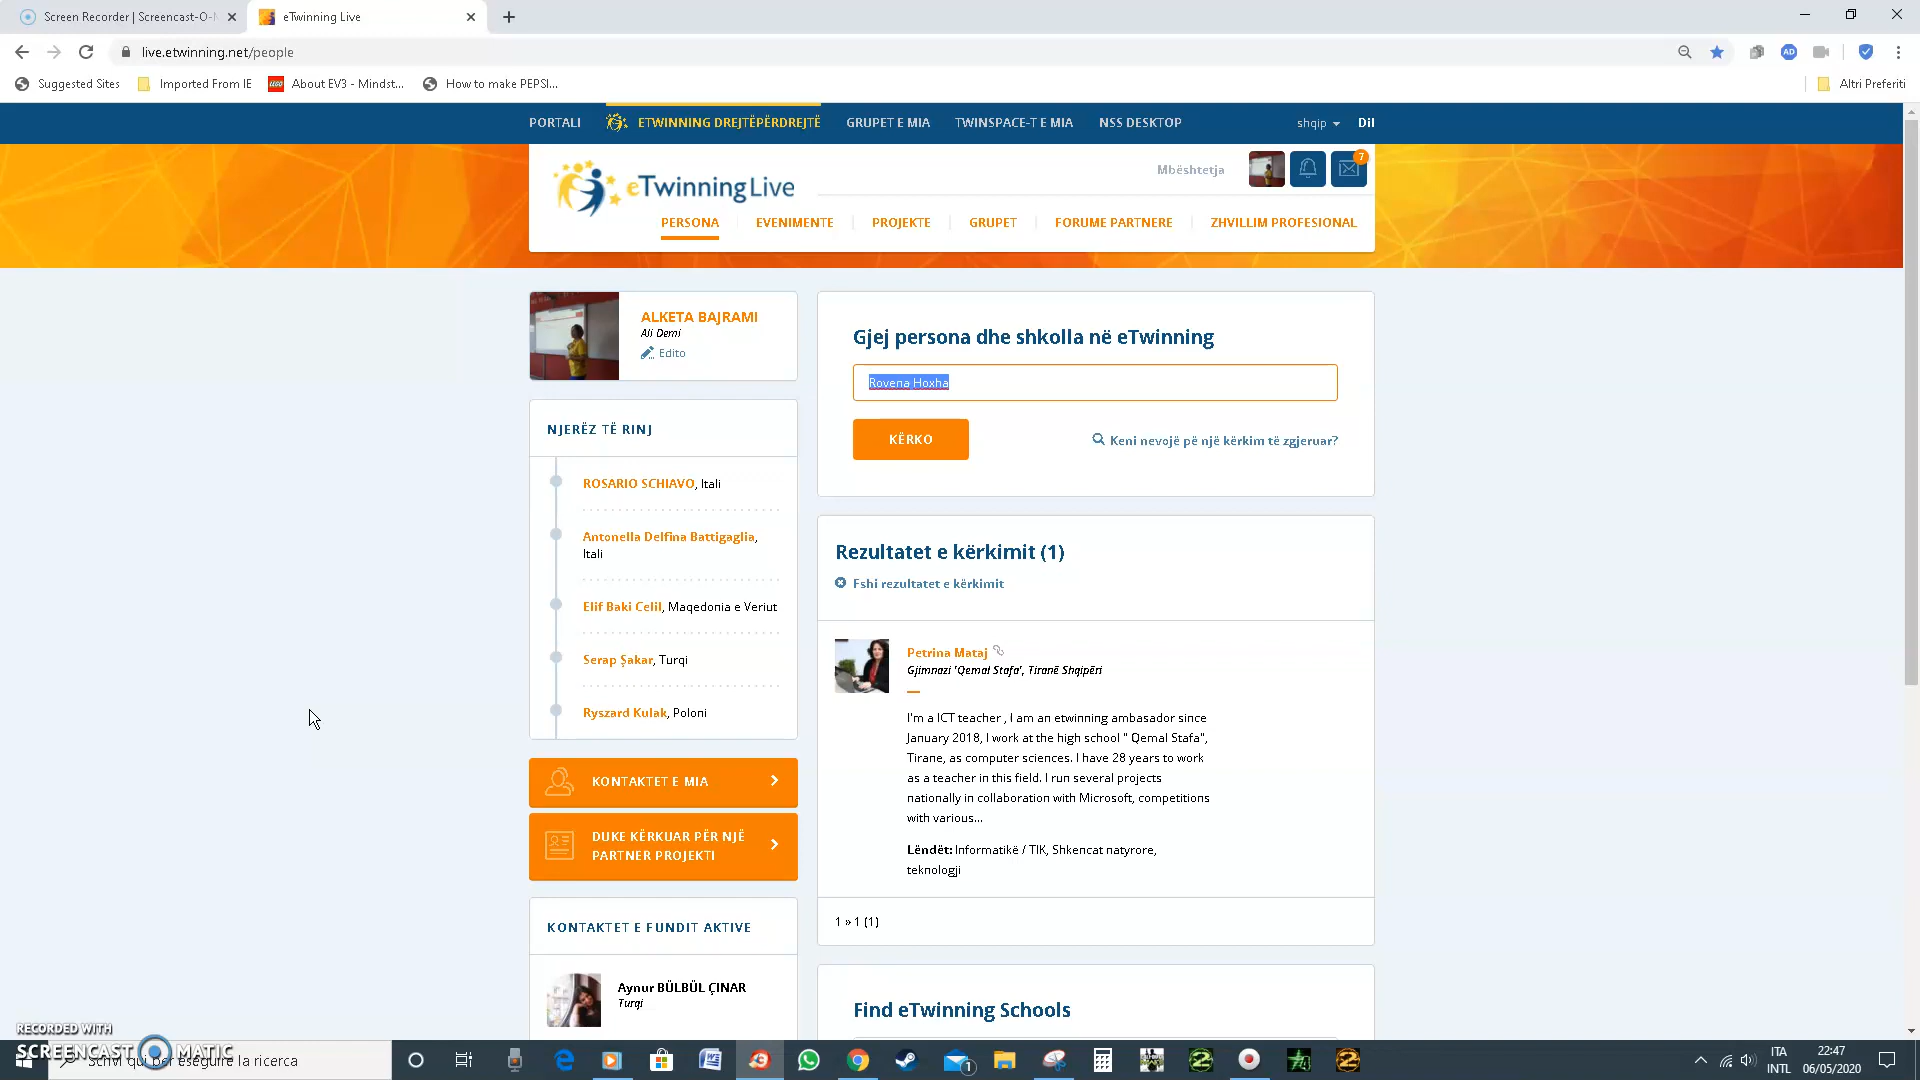 Screen Recorder | Screencast-O-M
eTwinning Live
live.etwinning.net/people
Suggested Sites
Imported From IE
About EV3 - Mindst...
How to make PEPSI...
Altri Preferiti
PORTALI
ETWINNING DREJTËPËRDREJTË
GRUPET E MIA
TWINSPACE-T E MIA
NSS DESKTOP
shqip
Dil
eTwinning Live
Mbështetja
7
PERSONA
EVENIMENTE
PROJEKTE
GRUPET
FORUME PARTNERE
ZHVILLIM PROFESIONAL
ALKETA BAJRAMI
Ali Demi
Edito
NJERËZ TË RINJ
ROSARIO SCHIAVO, Itali
Antonella Delfina Battigaglia,
Itali
Elif Baki Celil, Maqedonia e Veriut
Serap Şakar, Turqi
Ryszard Kulak, Poloni
KONTAKTET E MIA
DUKE KËRKUAR PËR NJË
PARTNER PROJEKTI
KONTAKTET E FUNDIT AKTIVE
Aynur BÜLBÜL ÇINAR
Turqi
Gjej persona dhe shkolla në eTwinning
Rovena Hoxha
KËRKO
Keni nevojë pë një kërkim të zgjeruar?
Rezultatet e kërkimit (1)
Fshi rezultatet e kërkimit
Petrina Mataj
Gjimnazi 'Qemal Stafa', Tiranë Shqipëri
I'm a ICT teacher , I am an etwinning ambasador since
January 2018, I work at the high school " Qemal Stafa",
Tirane, as computer sciences. I have 28 years to work
as a teacher in this field. I run several projects
nationally in collaboration with Microsoft, competitions
with various...
Lëndët: Informatikë / TIK, Shkencat natyrore,
teknologji
1 » 1 (1)
Find eTwinning Schools
RECORDED WITH
SCREENCAST MATIC
Scrivi qui per eseguire la ricerca
1
ITA
INTL
22:47
06/05/2020